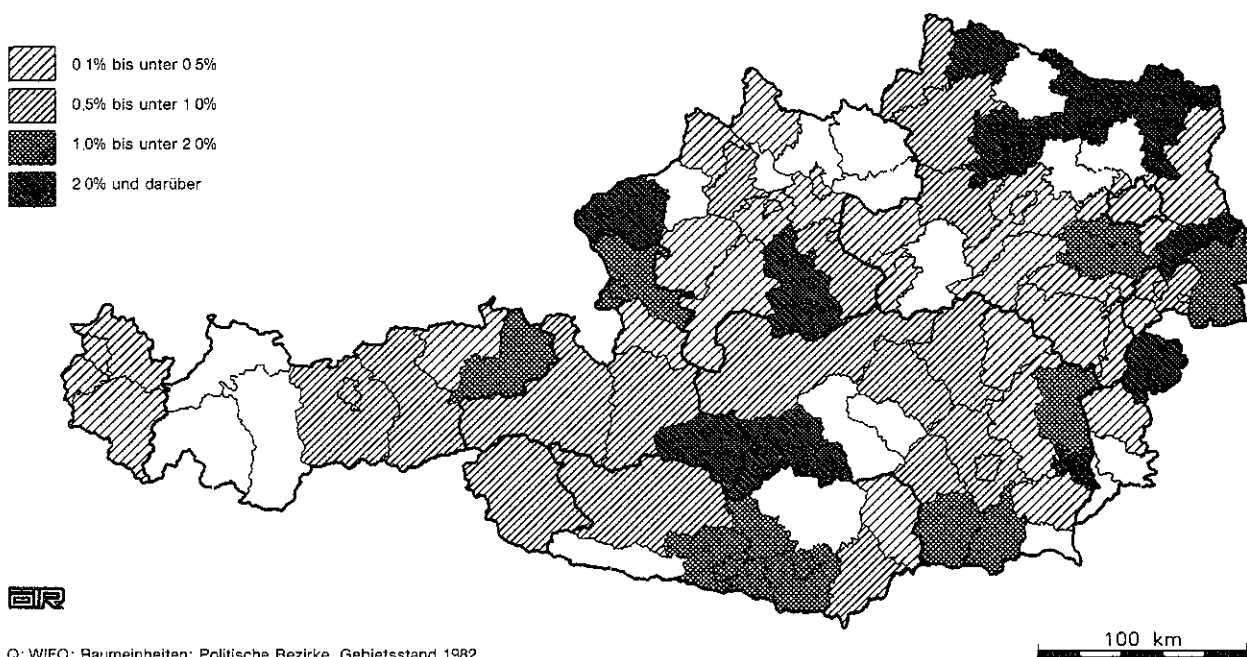 0 1% bis unter 0 5%
0,5% bis unter 1 0%
1,0% bis unter 2 0%
2 0% und darüber
ÖIR
100 km
Q: WIFO; Raumeinheiten: Politische Bezirke, Gebietsstand 1982